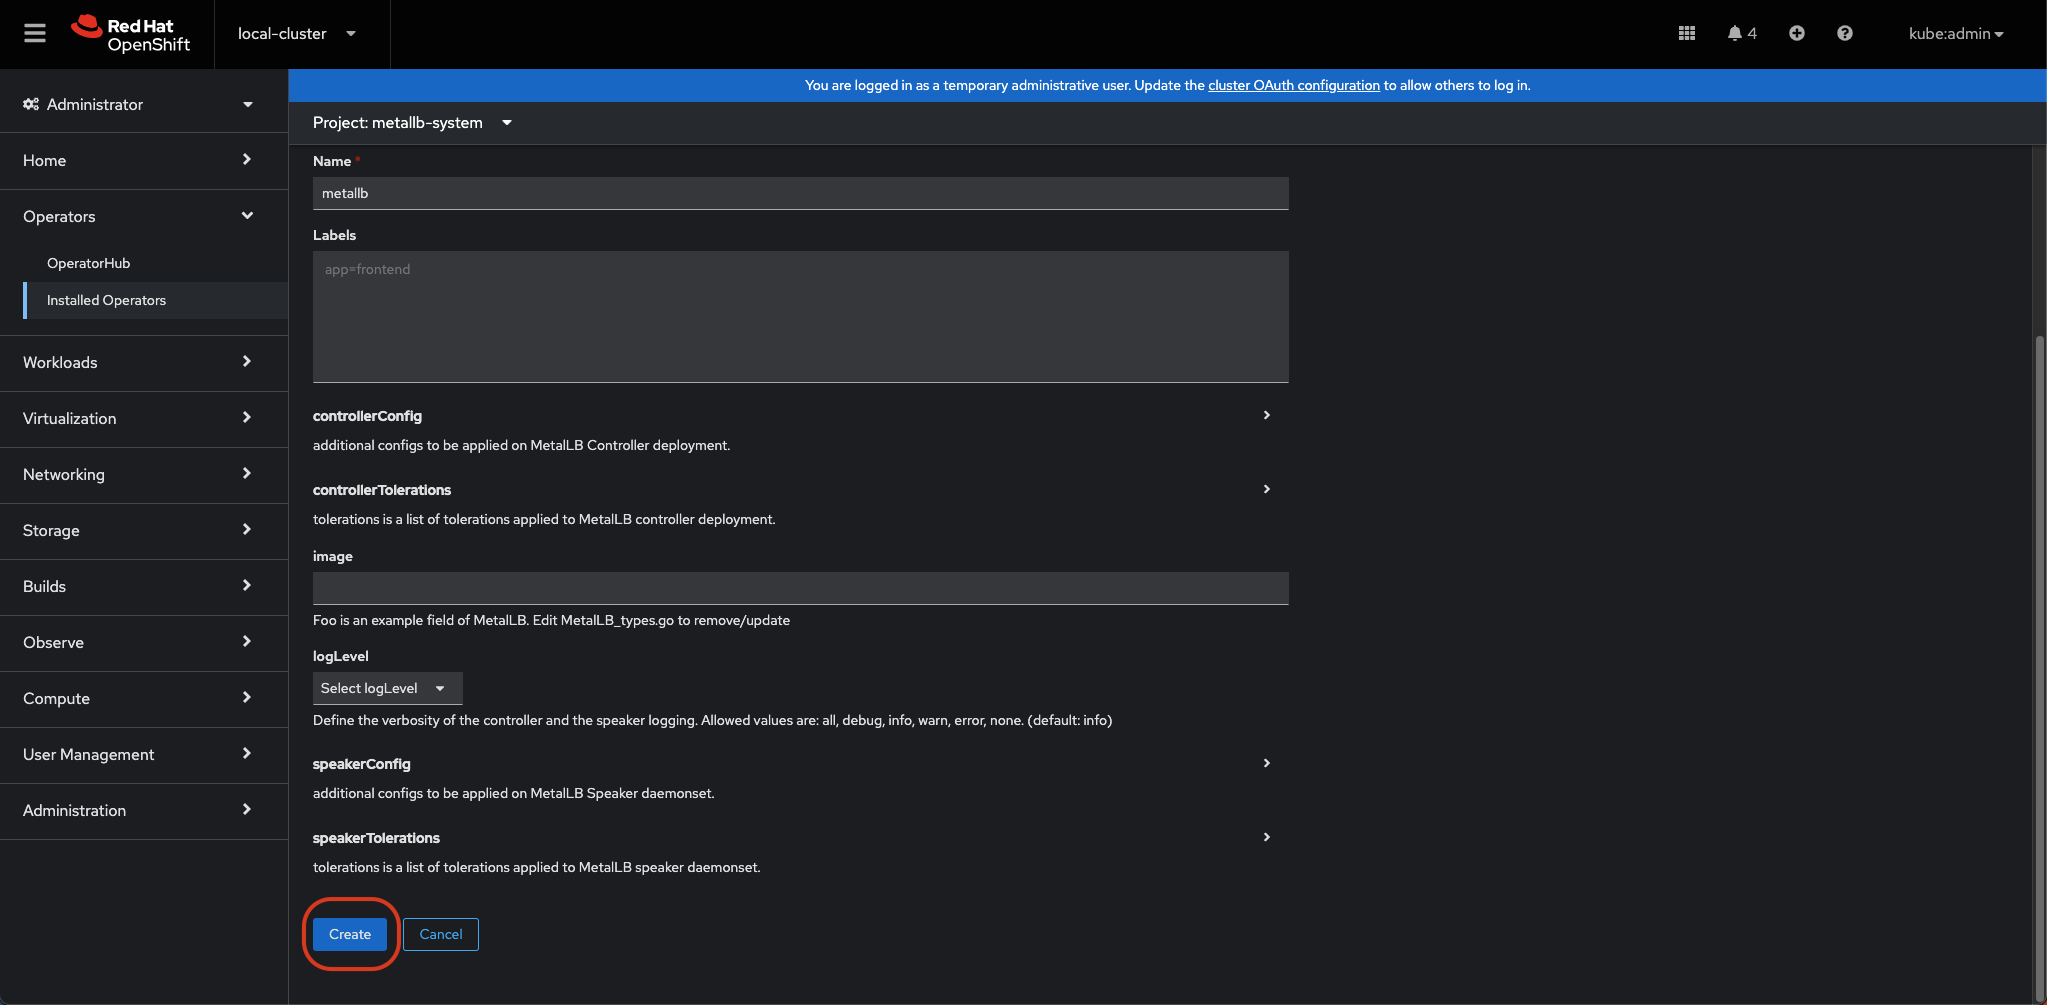 Red Hat
OpenShift
local-cluster
4
kube:admin
You are logged in as a temporary administrative user. Update the cluster OAuth configuration to allow others to log in.
Administrator
Home
Operators
OperatorHub
Installed Operators
Workloads
Virtualization
Networking
Storage
Builds
Observe
Compute
User Management
Administration
Project: metallb-system
Name *
metallb
Labels
app=frontend
controllerConfig
additional configs to be applied on MetalLB Controller deployment.
controllerTolerations
tolerations is a list of tolerations applied to MetalLB controller deployment.
image
Foo is an example field of MetalLB. Edit MetalLB_types.go to remove/update
logLevel
Select logLevel
Define the verbosity of the controller and the speaker logging. Allowed values are: all, debug, info, warn, error, none. (default: info)
speakerConfig
additional configs to be applied on MetalLB Speaker daemonset.
speakerTolerations
tolerations is a list of tolerations applied to MetalLB speaker daemonset.
Create
Cancel